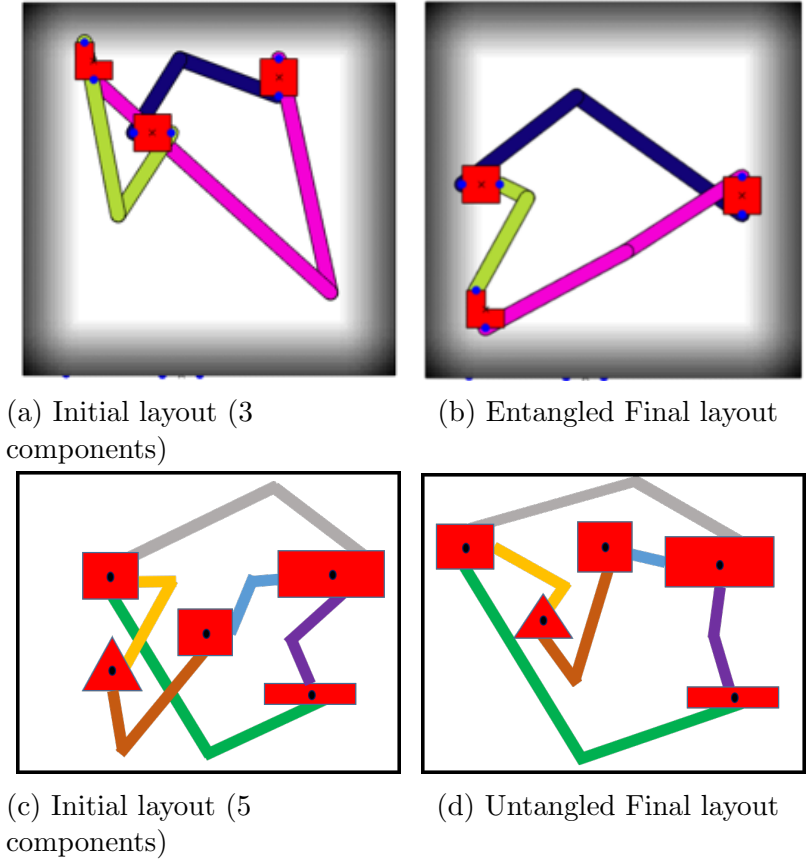 (a) Initial layout (3
components)
(b) Entangled Final layout
(c) Initial layout (5
components)
(d) Untangled Final layout